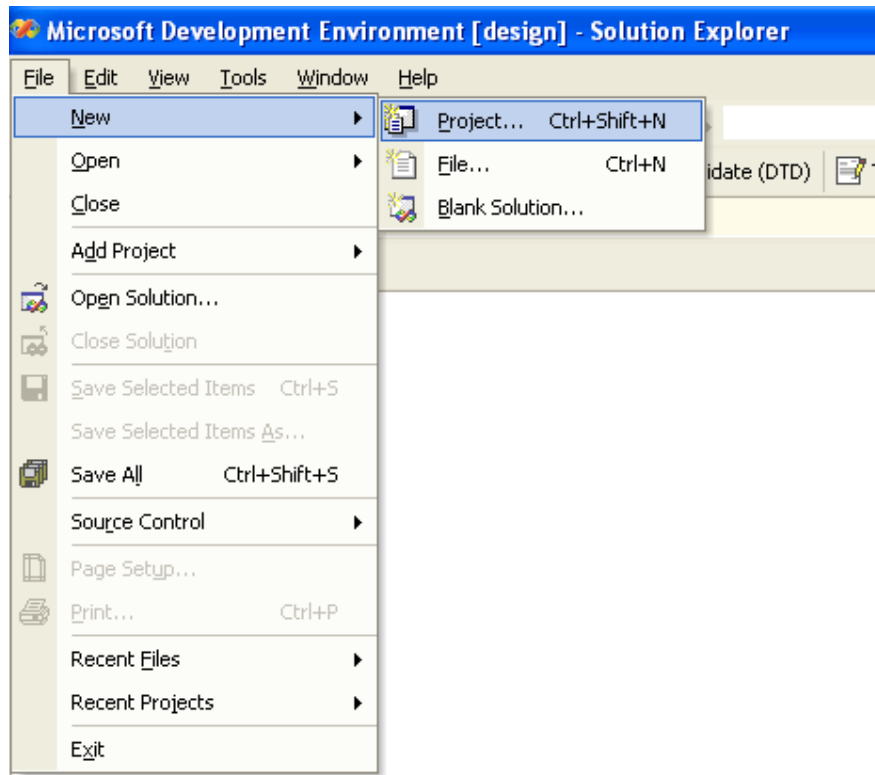 Microsoft Development Environment [design] - Solution Explorer
File Edit View Tools Window Help
New
Project... Ctrl+Shift+N
Open
File... Ctrl+N
idate (DTD)
Close
Blank Solution...
Add Project
Open Solution...
Close Solution
Save Selected Items Ctrl+S
Save Selected Items As...
Save All Ctrl+Shift+S
Source Control
Page Setup...
Print... Ctrl+P
Recent Files
Recent Projects
Exit